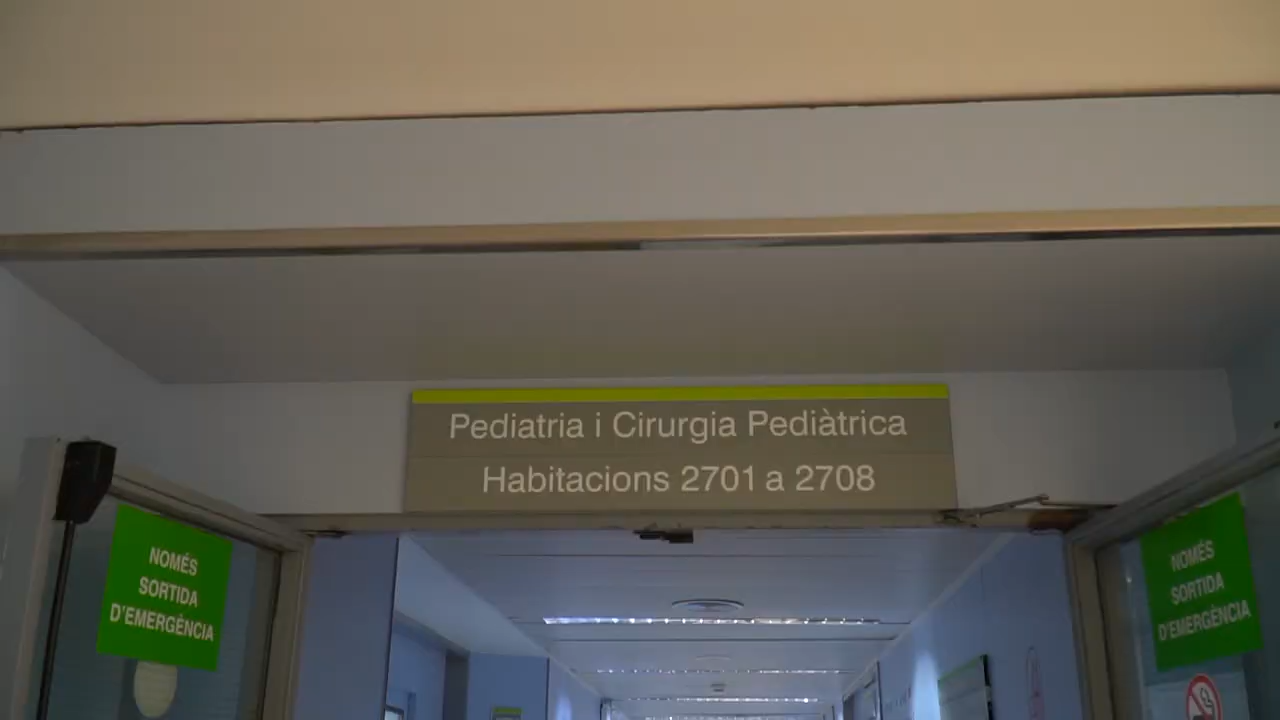 Pediatria i Cirurgia Pediàtrica
Habitacions 2701 a 2708
NOMÉS
SORTIDA
D'EMERGÈNCIA
NOMÉS
SORTIDA
D'EMERGÈNCIA